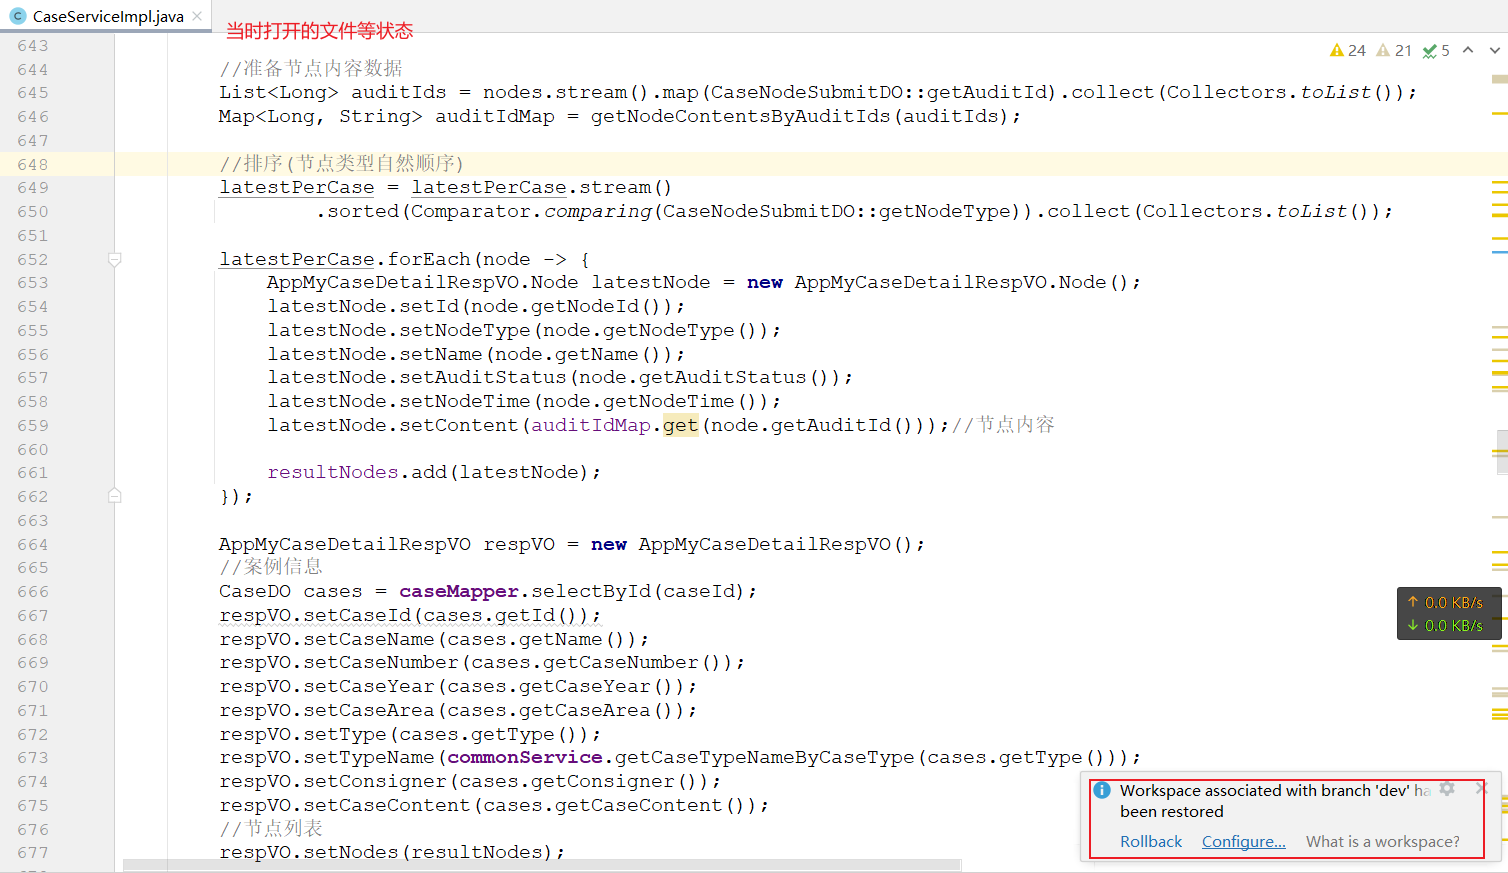 CaseServiceImpl.java
当时打开的文件等状态
24 21 5
643
644 //准备节点内容数据
645 List<Long> auditIds = nodes.stream().map(CaseNodeSubmitDO::getAuditId).collect(Collectors.toList());
646 Map<Long, String> auditIdMap = getNodeContentsByAuditIds(auditIds);
647
648 //排序(节点类型自然顺序)
649 latestPerCase = latestPerCase.stream()
650 .sorted(Comparator.comparing(CaseNodeSubmitDO::getNodeType)).collect(Collectors.toList());
651
652 latestPerCase.forEach(node -> {
653 AppMyCaseDetailRespVO.Node latestNode = new AppMyCaseDetailRespVO.Node();
654 latestNode.setId(node.getNodeId());
655 latestNode.setNodeType(node.getNodeType());
656 latestNode.setName(node.getName());
657 latestNode.setAuditStatus(node.getAuditStatus());
658 latestNode.setNodeTime(node.getNodeTime());
659 latestNode.setContent(auditIdMap.get(node.getAuditId()));//节点内容
660
661 resultNodes.add(latestNode);
662 });
663
664 AppMyCaseDetailRespVO respVO = new AppMyCaseDetailRespVO();
665 //案例信息
666 CaseDO cases = caseMapper.selectById(caseId);
667 respVO.setCaseId(cases.getId());
668 respVO.setCaseName(cases.getName());
669 respVO.setCaseNumber(cases.getCaseNumber());
670 respVO.setCaseYear(cases.getCaseYear());
671 respVO.setCaseArea(cases.getCaseArea());
672 respVO.setType(cases.getType());
673 respVO.setTypeName(commonService.getCaseTypeNameByCaseType(cases.getType()));
674 respVO.setConsigner(cases.getConsigner());
675 respVO.setCaseContent(cases.getCaseContent());
676 //节点列表
677 respVO.setNodes(resultNodes);
↑ 0.0 KB/s
↓ 0.0 KB/s
Workspace associated with branch 'dev' ha
been restored
Rollback Configure... What is a workspace?